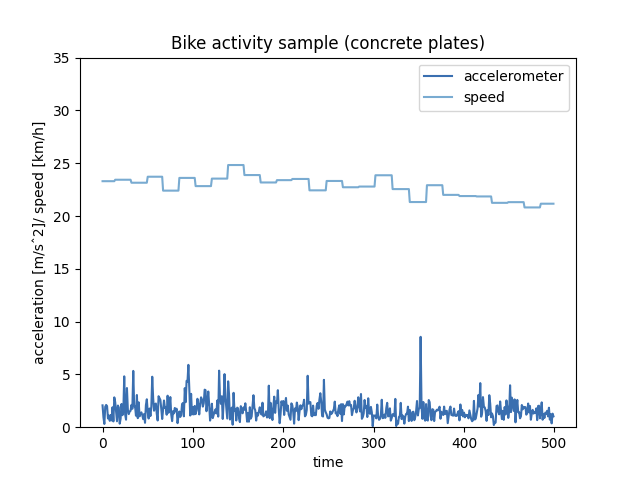 Bike activity sample (concrete plates)
accelerometer
speed
acceleration [m/sˆ2]/ speed [km/h]
35
30
25
20
15
10
5
0
0 100 200 300 400 500
time